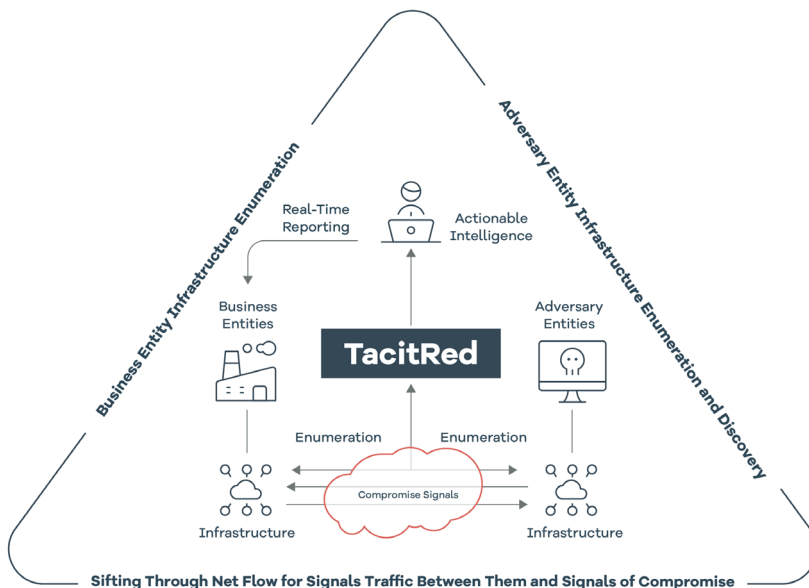 Business Entity Infrastructure Enumeration
Adversary Entity Infrastructure Enumeration and Discovery
Real-Time
Reporting
Actionable
Intelligence
Business
Entities
Adversary
Entities
TacitRed
Enumeration
Enumeration
Compromise Signals
Infrastructure
Infrastructure
Sifting Through Net Flow for Signals Traffic Between Them and Signals of Compromise